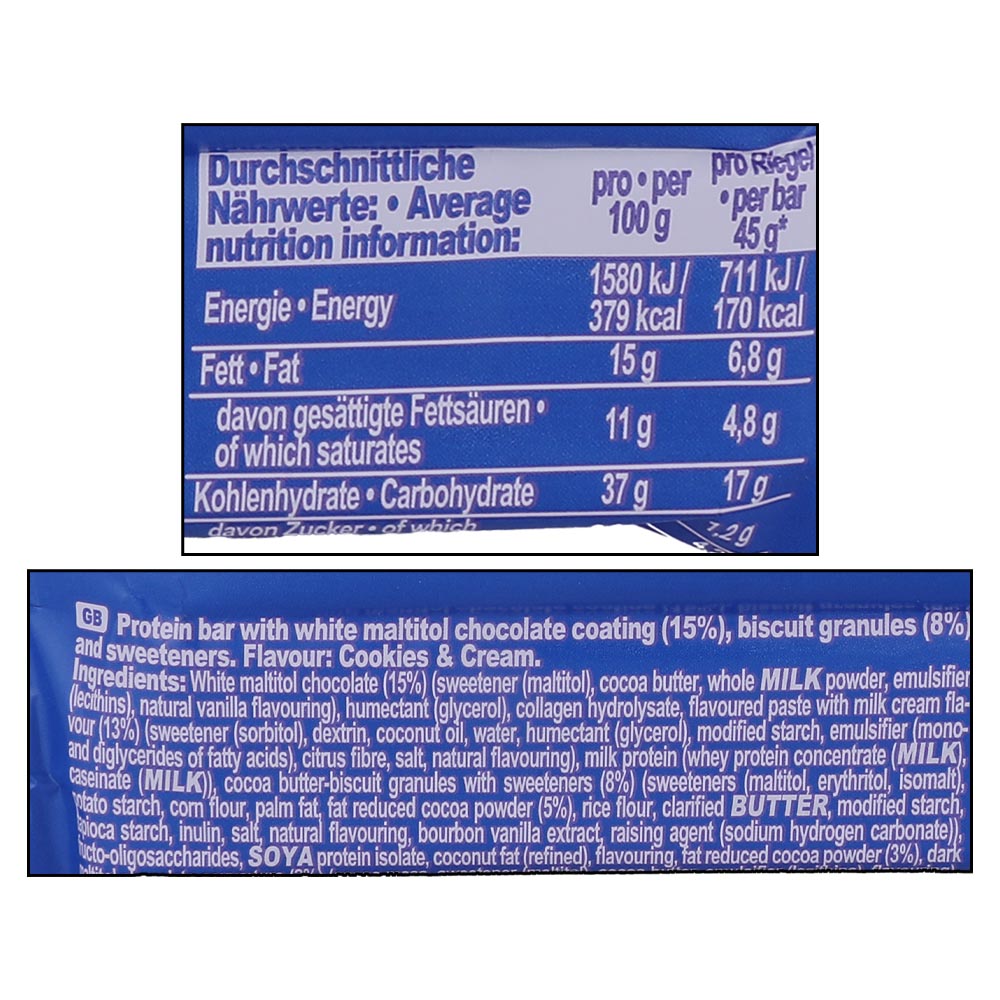 Durchschnittliche
Nährwerte: • Average
nutrition information:
pro • per
100 g
pro Riegel
• per bar
45 g*
Energie • Energy
1580 kJ / 711 kJ /
379 kcal 170 kcal
Fett • Fat 15 g 6,8 g
davon gesättigte Fettsäuren •
of which saturates 11 g 4,8 g
Kohlenhydrate • Carbohydrate 37 g 17 g
davon Zucker • of which
GB Protein bar with white maltitol chocolate coating (15%), biscuit granules (8%)
and sweeteners. Flavour: Cookies & Cream.
Ingredients: White maltitol chocolate (15%) (sweetener (maltitol), cocoa butter, whole MILK powder, emulsifier
(lecithins), natural vanilla flavouring), humectant (glycerol), collagen hydrolysate, flavoured paste with milk cream fla-
vour (13%) (sweetener (sorbitol), dextrin, coconut oil, water, humectant (glycerol), modified starch, emulsifier (mono-
and diglycerides of fatty acids), citrus fibre, salt, natural flavouring), milk protein (whey protein concentrate (MILK),
caseinate (MILK)), cocoa butter-biscuit granules with sweeteners (8%) (sweeteners (maltitol, erythritol, isomalt),
otato starch, corn flour, palm fat, fat reduced cocoa powder (5%), rice flour, clarified BUTTER, modified starch,
pioca starch, inulin, salt, natural flavouring, bourbon vanilla extract, raising agent (sodium hydrogen carbonate)),
ucto-oligosaccharides, SOYA protein isolate, coconut fat (refined), flavouring, fat reduced cocoa powder (3%), dark